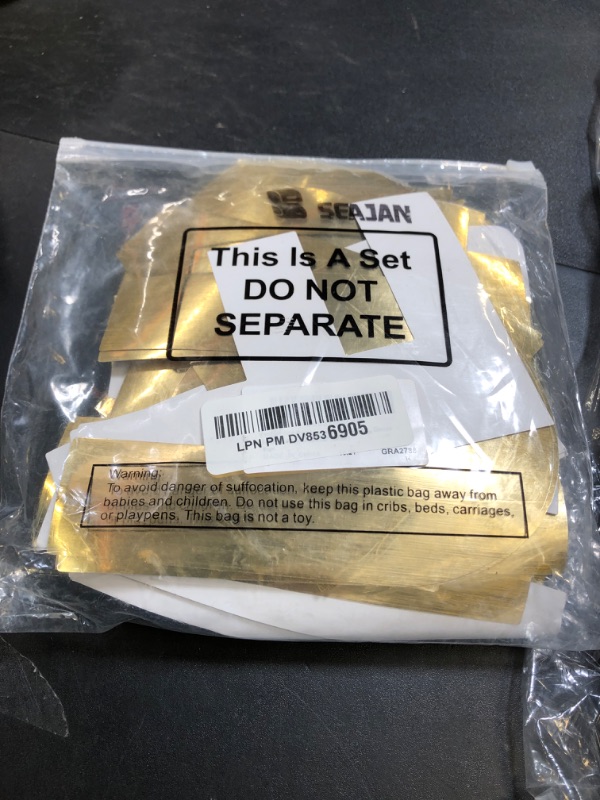 SEAJAN
This Is A Set
DO NOT
SEPARATE
LPN PM DV8536905
Warning:
To avoid danger of suffocation, keep this plastic bag away from
babies and children. Do not use this bag in cribs, beds, carriages,
or playpens. This bag is not a toy.